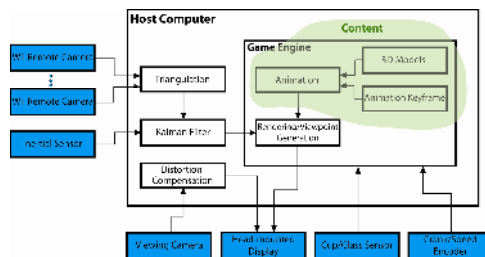 Host Computer
Content
Game Engine
Wii Remote Camera
3D Models
Triangulation
Animation
Wii Remote Camera
Animation Keyframe
Inertial Sensor
Kalman Filter
Rendering/Viewpoint
Generation
Distortion
Compensation
Viewing Camera
Head-mounted
Display
Cup/Glass Sensor
Crank/Speed
Encoder